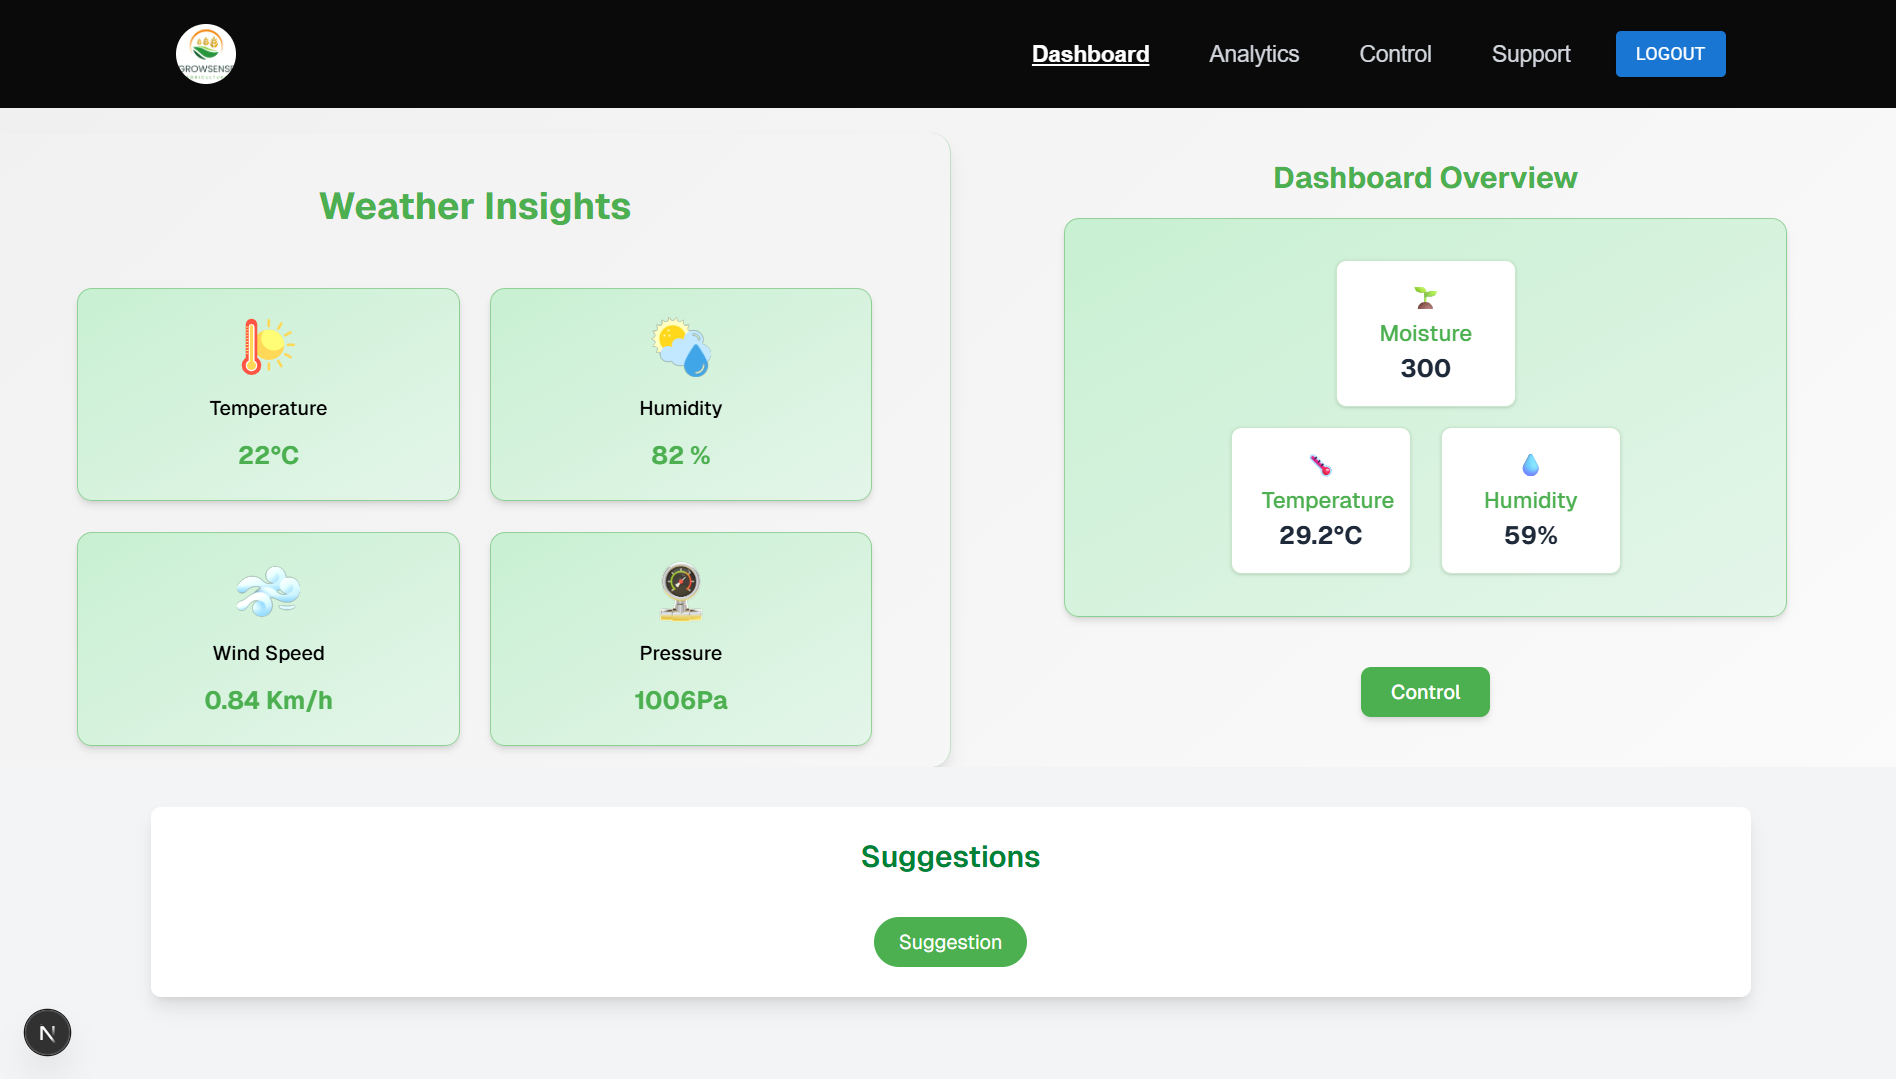 GROWSENSE
Dashboard
Analytics
Control
Support
LOGOUT
Weather Insights
Temperature
22°C
Humidity
82 %
Wind Speed
0.84 Km/h
Pressure
1006Pa
Dashboard Overview
Moisture
300
Temperature
29.2°C
Humidity
59%
Control
Suggestions
Suggestion
N